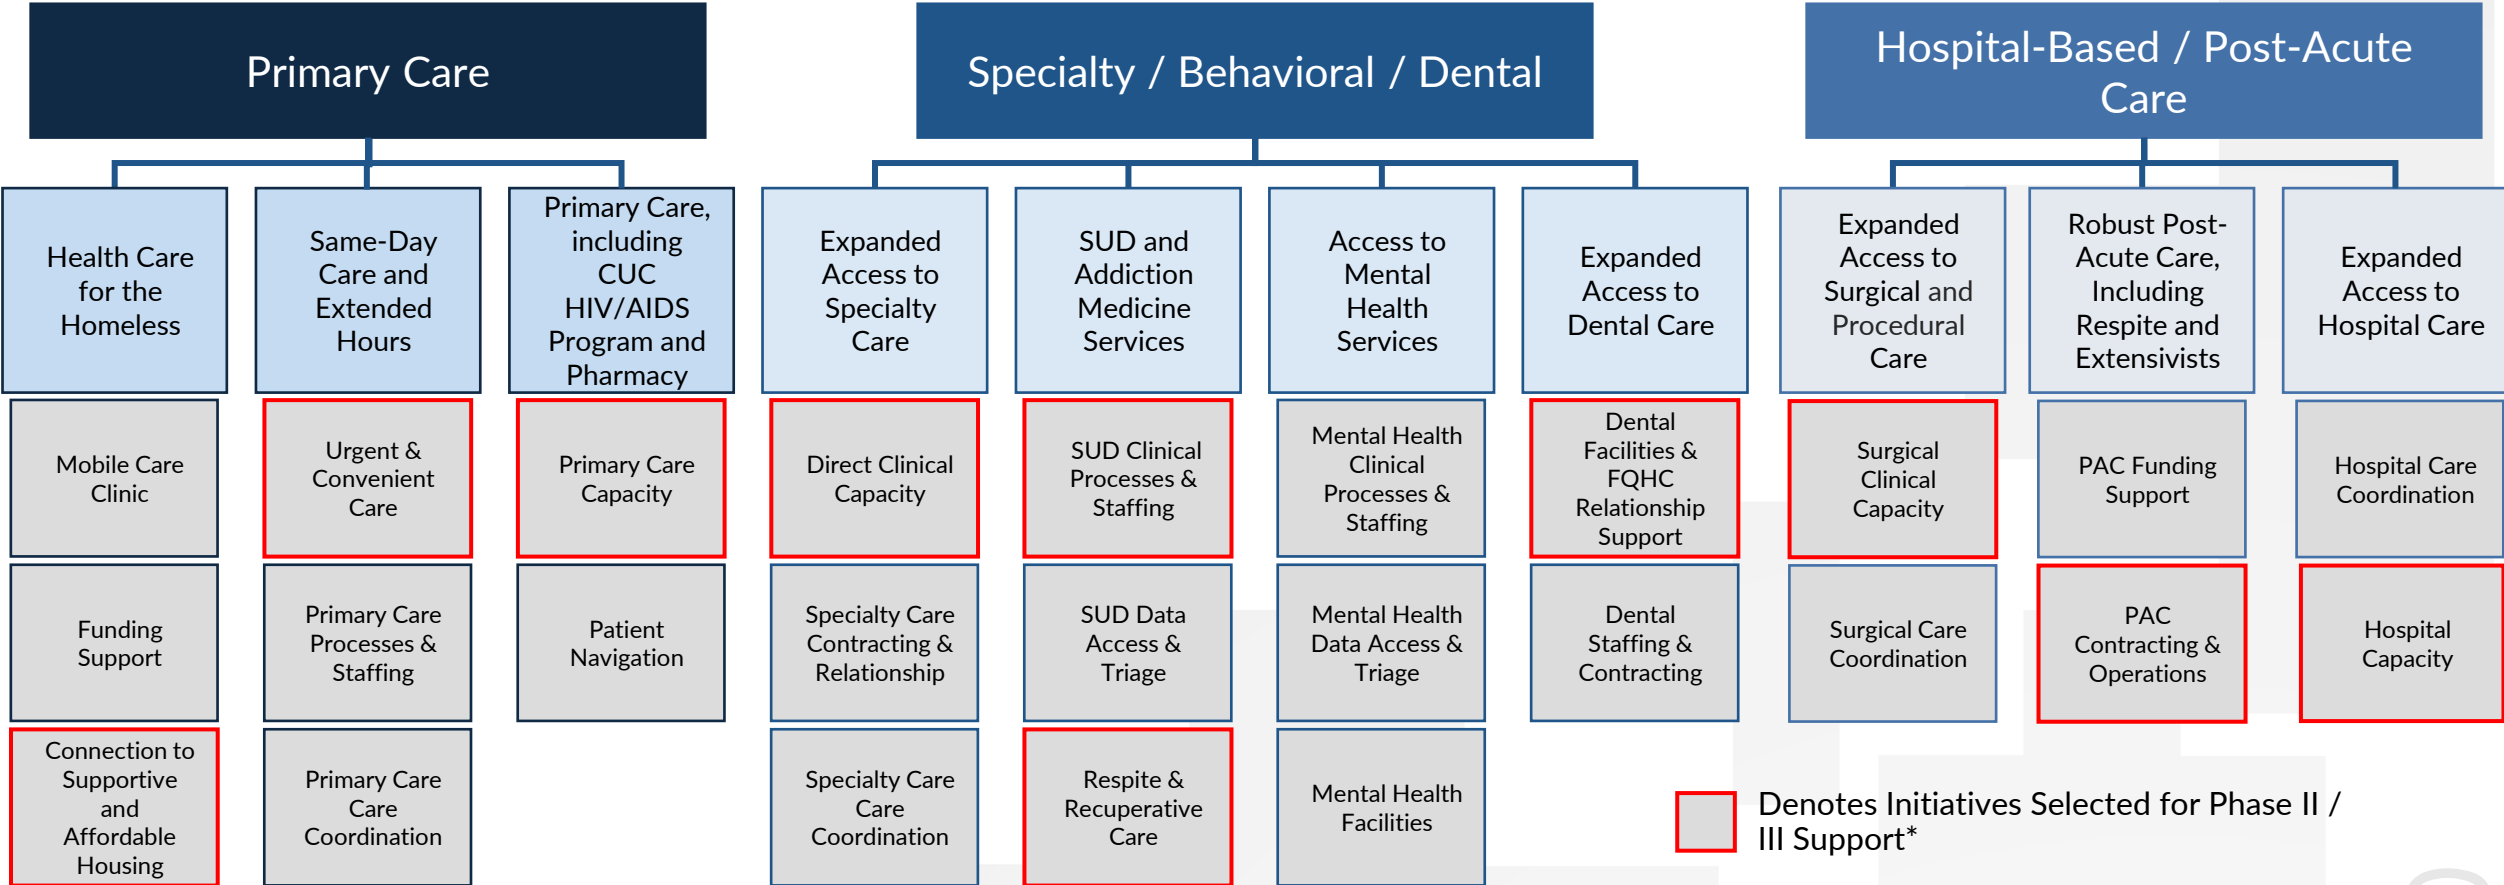 Primary Care
Health Care
for the
Homeless
Mobile Care
Clinic
Funding
Support
Connection to
Supportive
and
Affordable
Housing
Same-Day
Care and
Extended
Hours
Urgent &
Convenient
Care
Primary Care
Processes &
Staffing
Primary Care
Care
Coordination
Primary Care,
including
CUC
HIV/AIDS
Program and
Pharmacy
Primary Care
Capacity
Patient
Navigation
Specialty / Behavioral / Dental
Expanded
Access to
Specialty
Care
Direct Clinical
Capacity
Specialty Care
Contracting &
Relationship
Specialty Care
Care
Coordination
SUD and
Addiction
Medicine
Services
SUD Clinical
Processes &
Staffing
SUD Data
Access &
Triage
Respite &
Recuperative
Care
Access to
Mental
Health
Services
Mental Health
Clinical
Processes &
Staffing
Mental Health
Data Access &
Triage
Mental Health
Facilities
Expanded
Access to
Dental Care
Dental
Facilities &
FQHC
Relationship
Support
Dental
Staffing &
Contracting
Hospital-Based / Post-Acute
Care
Expanded
Access to
Surgical and
Procedural
Care
Surgical
Clinical
Capacity
Surgical Care
Coordination
Robust Post-
Acute Care,
Including
Respite and
Extensivists
PAC Funding
Support
PAC
Contracting &
Operations
Expanded
Access to
Hospital Care
Hospital Care
Coordination
Hospital
Capacity
Denotes Initiatives Selected for Phase II /
III Support*